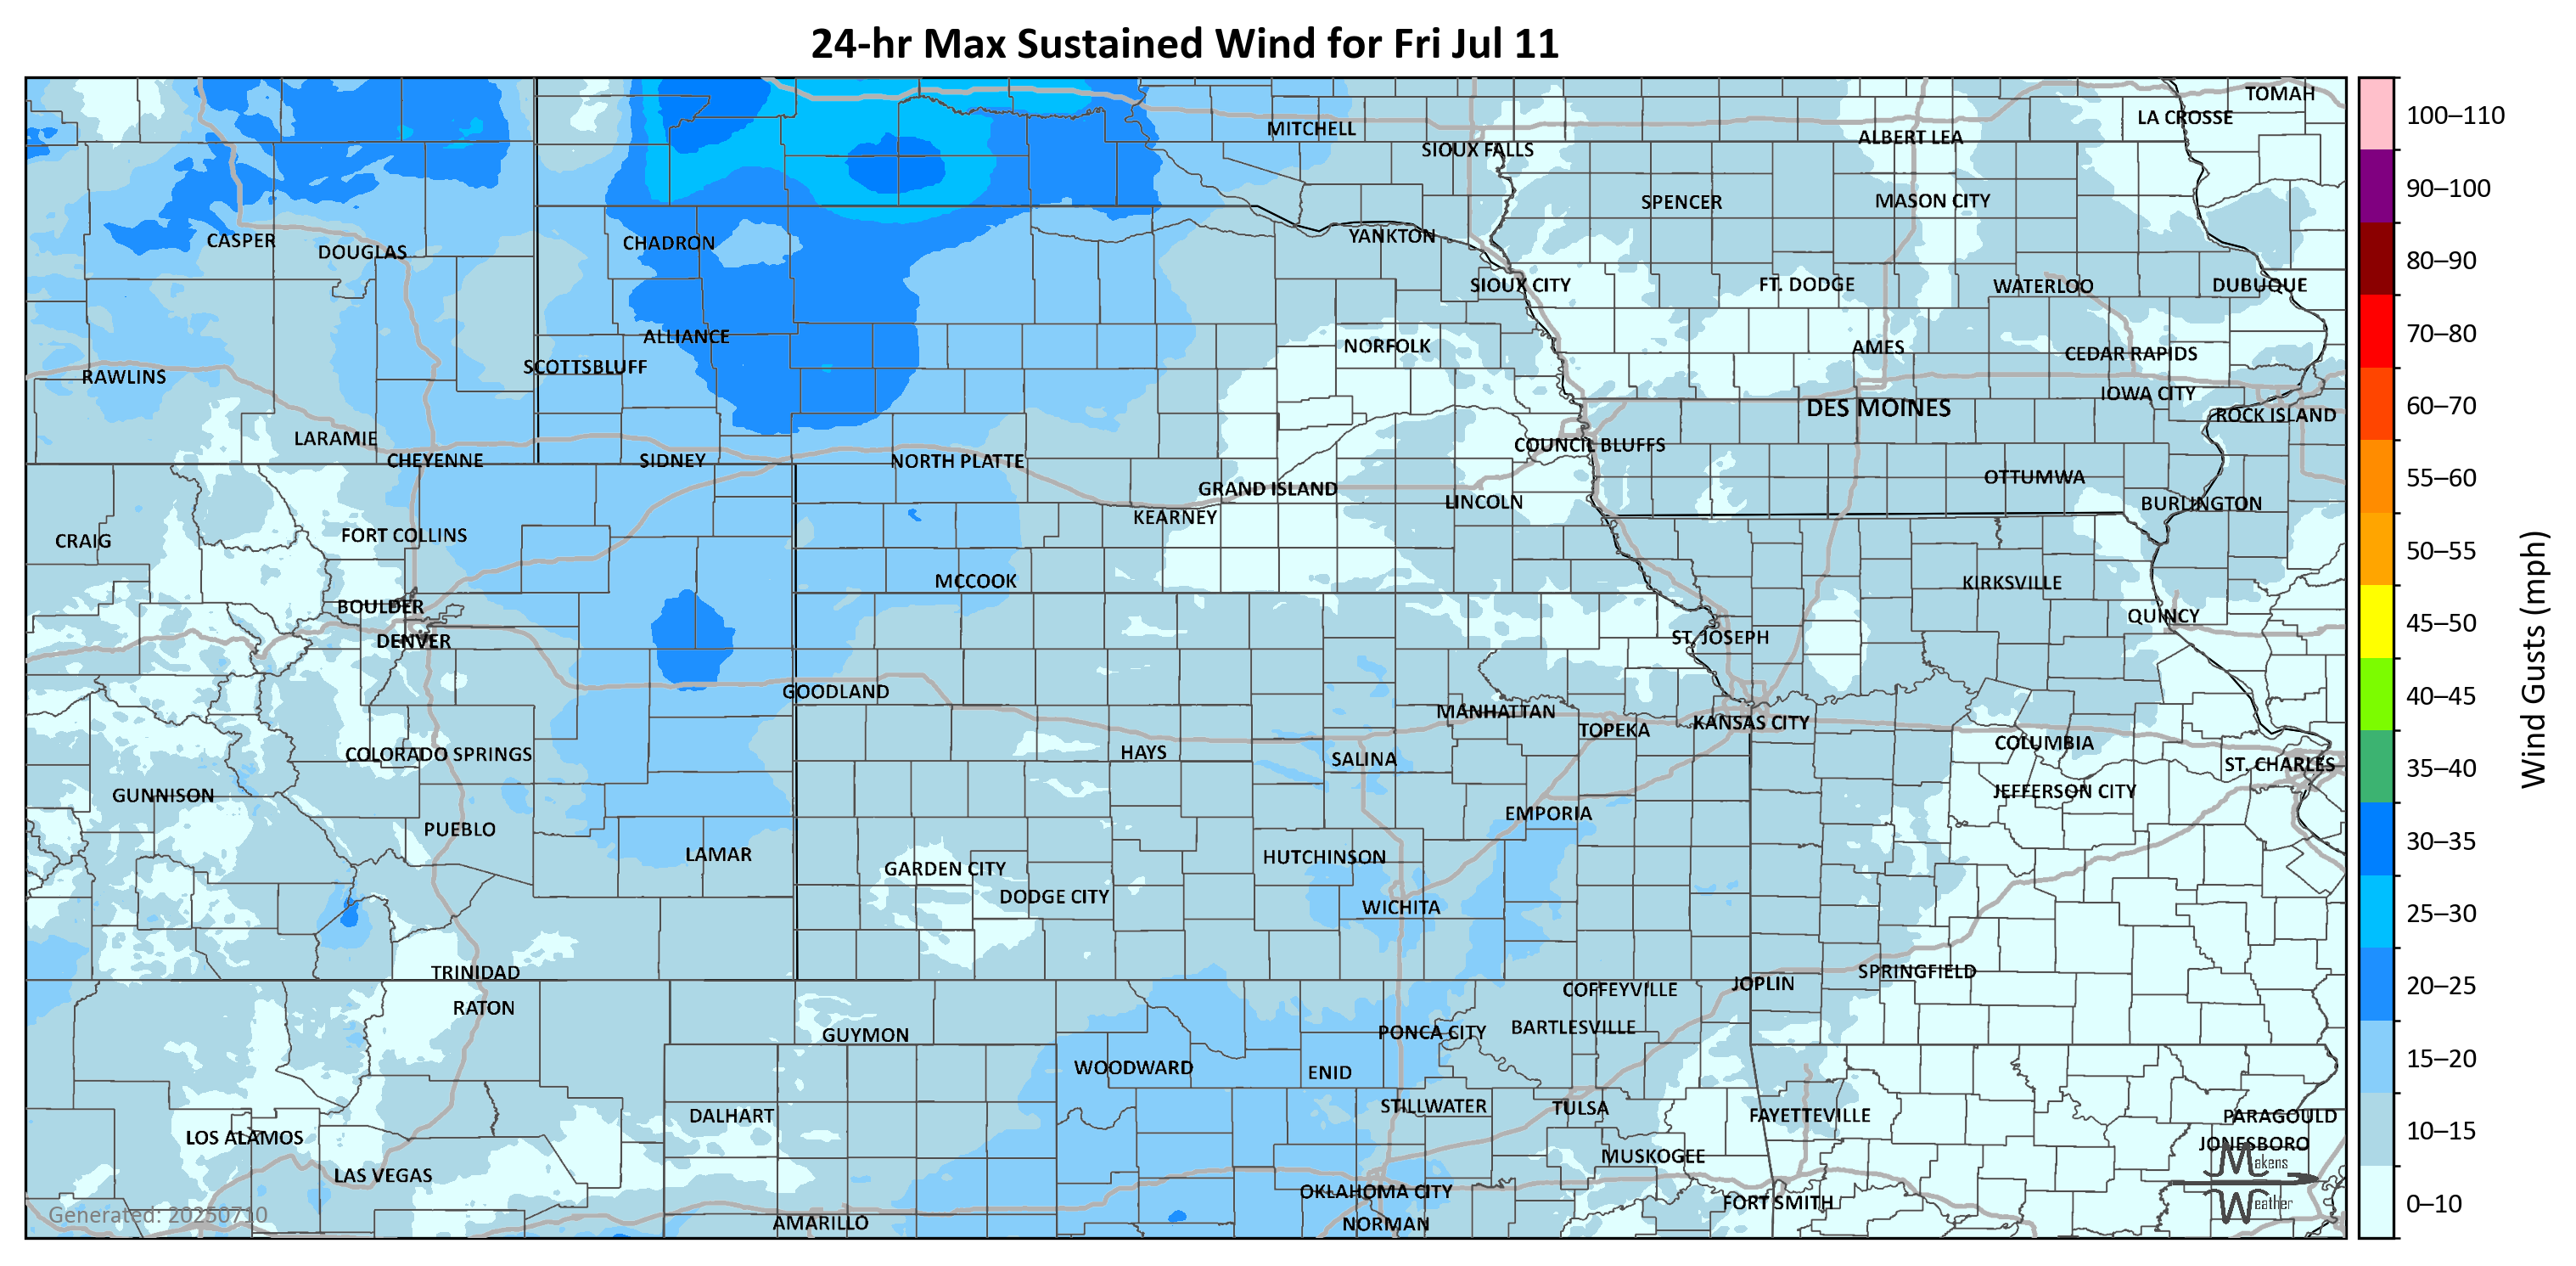 24-hr Max Sustained Wind for Fri Jul 11
TOMAH
LA CROSSE
MITCHELL
ALBERT LEA
SIOUX FALLS
SPENCER
MASON CITY
CASPER
DOUGLAS
CHADRON
YANKTON
SIOUX CITY
FT. DODGE
WATERLOO
DUBUQUE
ALLIANCE
NORFOLK
AMES
CEDAR RAPIDS
SCOTTSBLUFF
RAWLINS
IOWA CITY
DES MOINES
ROCK ISLAND
LARAMIE
COUNCIL BLUFFS
CHEYENNE
SIDNEY
NORTH PLATTE
OTTUMWA
GRAND ISLAND
LINCOLN
BURLINGTON
KEARNEY
CRAIG
FORT COLLINS
MCCOOK
KIRKSVILLE
BOULDER
QUINCY
DENVER
ST. JOSEPH
GOODLAND
MANHATTAN
TOPEKA
KANSAS CITY
COLORADO SPRINGS
HAYS
SALINA
COLUMBIA
ST. CHARLES
GUNNISON
JEFFERSON CITY
PUEBLO
EMPORIA
LAMAR
GARDEN CITY
HUTCHINSON
DODGE CITY
WICHITA
TRINIDAD
SPRINGFIELD
JOPLIN
COFFEYVILLE
RATON
GUYMON
PONCA CITY
BARTLESVILLE
WOODWARD
ENID
DALHART
STILLWATER
TULSA
FAYETTEVILLE
PARAGOULD
LOS ALAMOS
JONESBORO
MUSKOGEE
LAS VEGAS
OKLAHOMA CITY
FORT SMITH
AMARILLO
NORMAN
Generated: 20250710
Makens
Weather
100–110
90–100
80–90
70–80
60–70
55–60
50–55
45–50
40–45
35–40
30–35
25–30
20–25
15–20
10–15
0–10
Wind Gusts (mph)